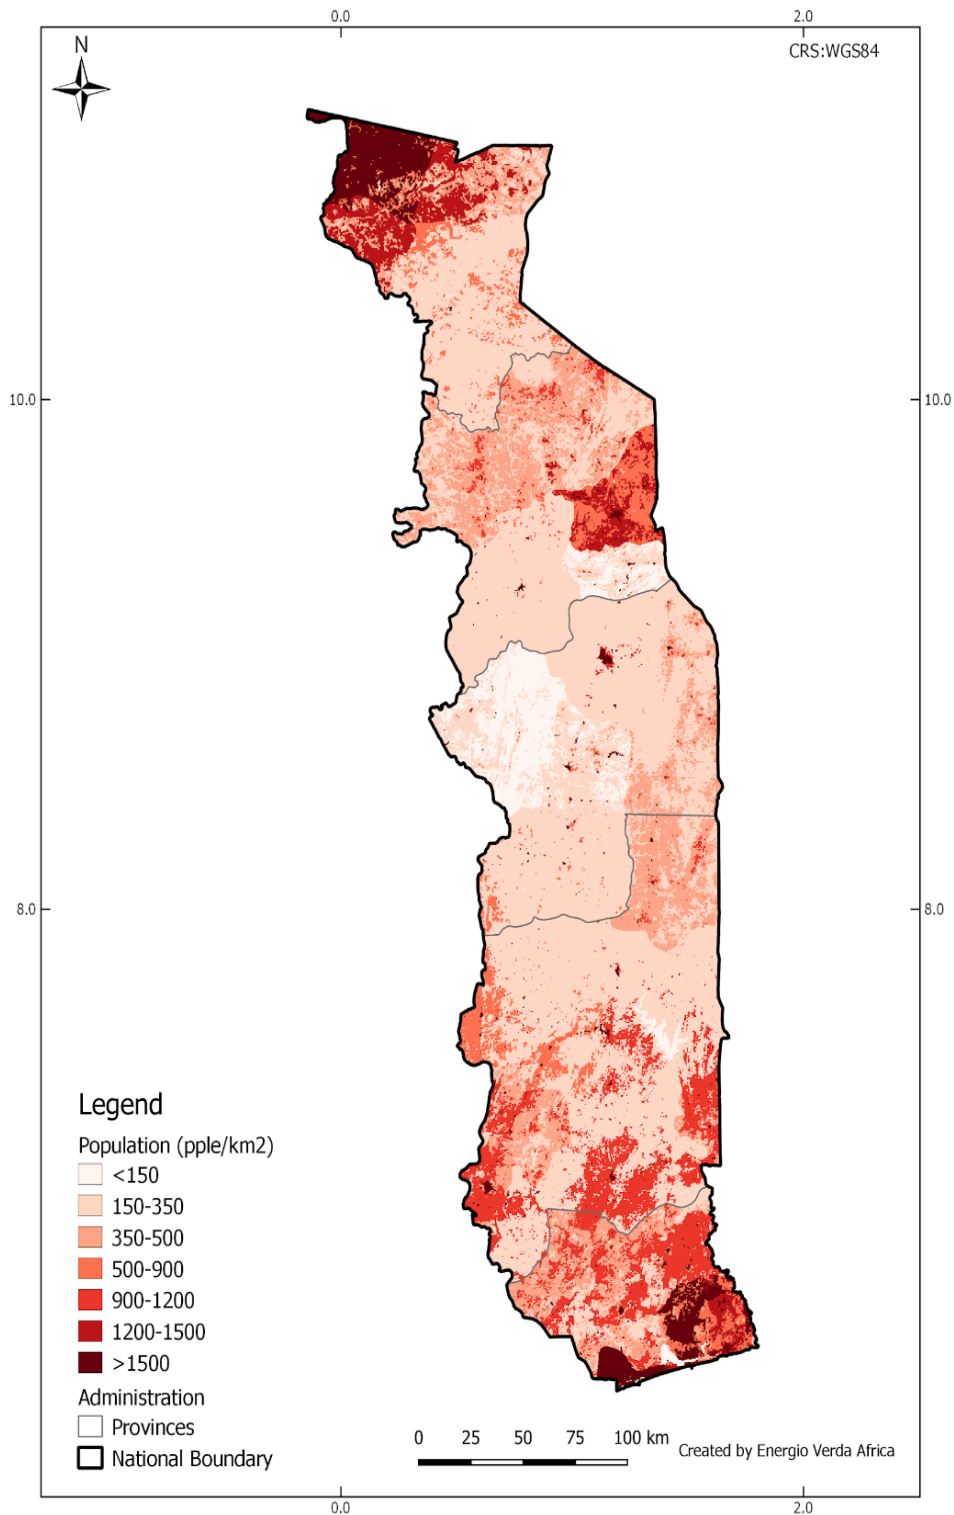 0.0
2.0
N
CRS:WGS84
10.0
10.0
8.0
8.0
Legend
Population (pple/km2)
<150
150-350
350-500
500-900
900-1200
1200-1500
>1500
Administration
Provinces
National Boundary
0 25 50 75 100 km
Created by Energio Verda Africa
0.0
2.0